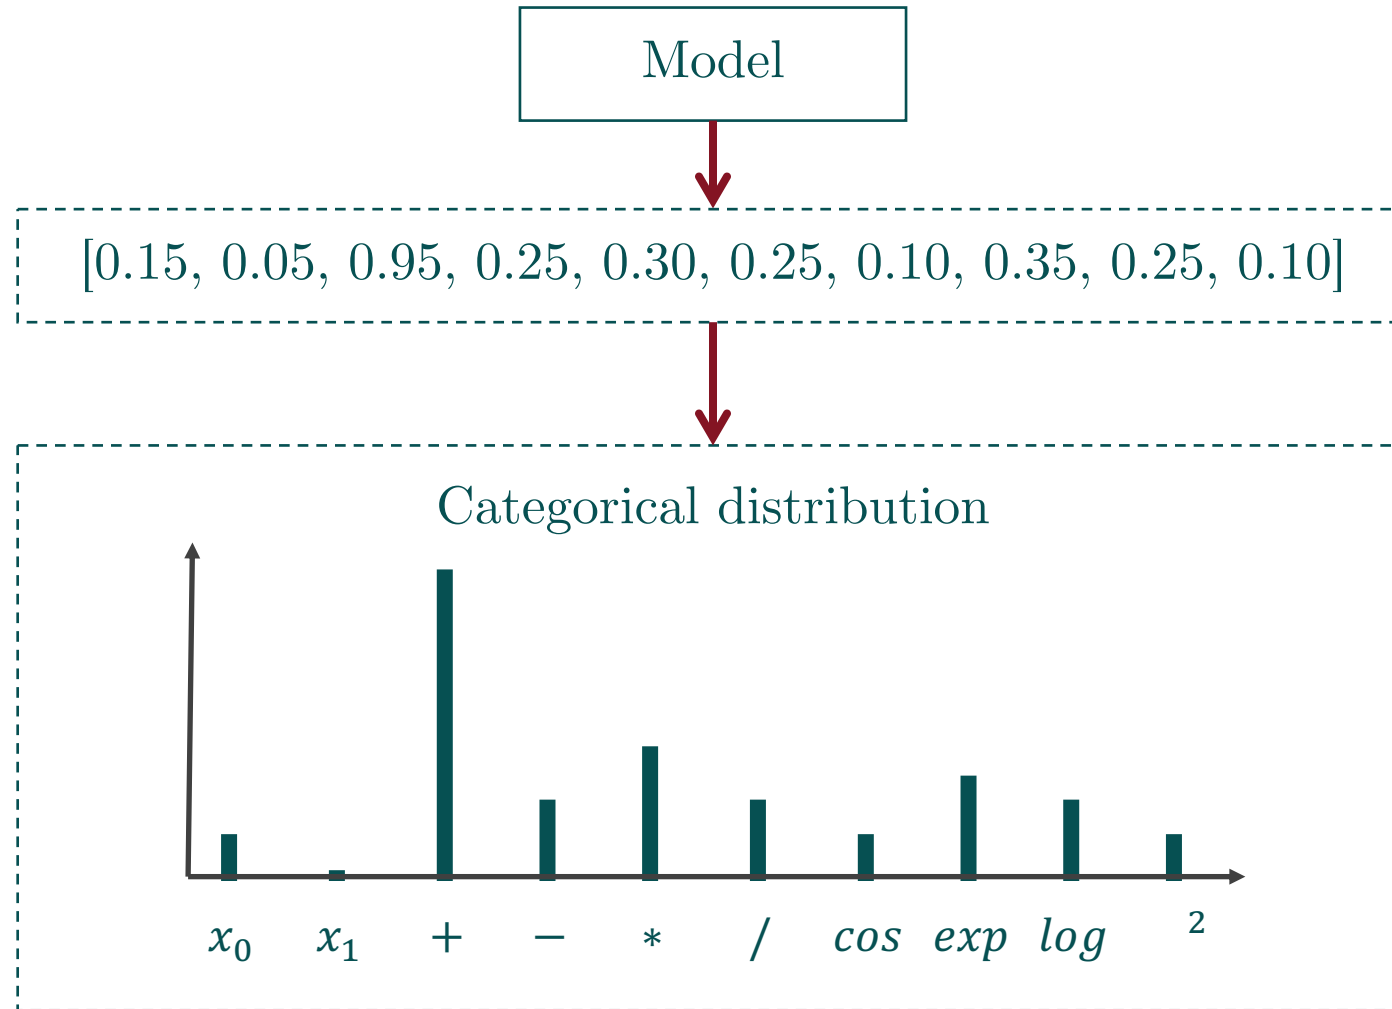 Model
[0.15, 0.05, 0.95, 0.25, 0.30, 0.25, 0.10, 0.35, 0.25, 0.10]
Categorical distribution
x₀ x₁ + − * / cos exp log ²